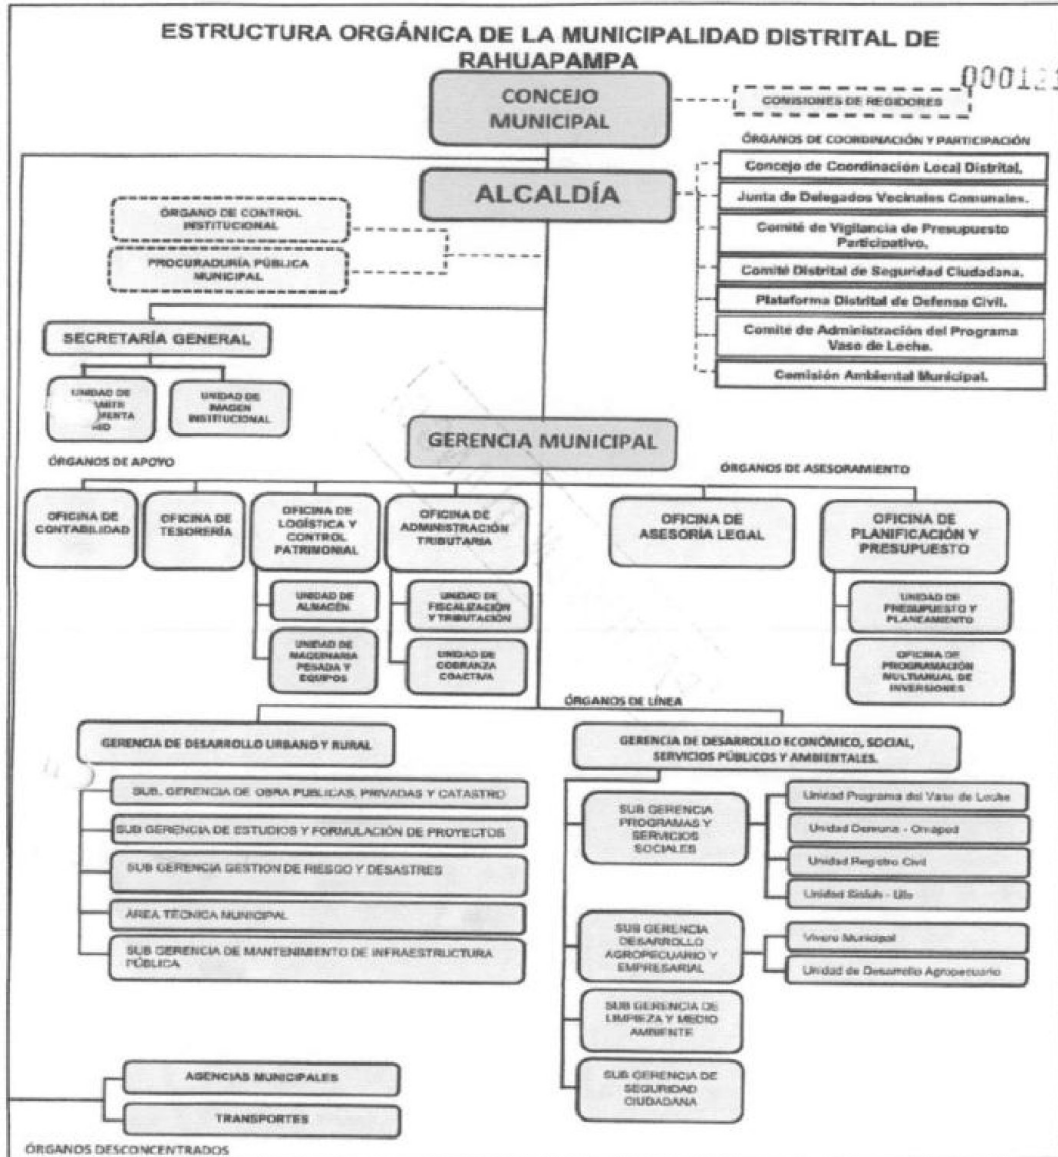 ESTRUCTURA ORGÁNICA DE LA MUNICIPALIDAD DISTRITAL DE
RAHUAPAMPA
CONCEJO
MUNICIPAL
COMISIONES DE REGIDORES
ÓRGANOS DE COORDINACIÓN Y PARTICIPACIÓN
Concejo de Coordinación Local Distrital.
Junta de Delegados Vecinales Comunales.
Comité de Vigilancia de Presupuesto
Participativo.
Comité Distrital de Seguridad Ciudadana.
Plataforma Distrital de Defensa Civil.
Comité de Administración del Programa
Vaso de Leche.
Comisión Ambiental Municipal.
ALCALDÍA
ÓRGANO DE CONTROL
INSTITUCIONAL
PROCURADURÍA PÚBLICA
MUNICIPAL
SECRETARÍA GENERAL
UNIDAD DE
UNIDAD DE
IMAGEN
INSTITUCIONAL
GERENCIA MUNICIPAL
ÓRGANOS DE APOYO
ÓRGANOS DE ASESORAMIENTO
OFICINA DE
CONTABILIDAD
OFICINA DE
TESORERÍA
OFICINA DE
LOGÍSTICA Y
CONTROL
PATRIMONIAL
OFICINA DE
ADMINISTRACIÓN
TRIBUTARIA
OFICINA DE
ASESORÍA LEGAL
OFICINA DE
PLANIFICACIÓN Y
PRESUPUESTO
UNIDAD DE
ALMACÉN
UNIDAD DE
MAQUINARIA
PESADA Y
EQUIPOS
UNIDAD DE
FISCALIZACIÓN
Y TRIBUTACIÓN
UNIDAD DE
COBRANZA
COACTIVA
UNIDAD DE
PRESUPUESTO Y
PLANEAMIENTO
OFICINA DE
PROGRAMACIÓN
MULTIANUAL DE
INVERSIONES
ÓRGANOS DE LÍNEA
GERENCIA DE DESARROLLO URBANO Y RURAL
SUB. GERENCIA DE OBRA PUBLICAS, PRIVADAS Y CATASTRO
SUB GERENCIA DE ESTUDIOS Y FORMULACIÓN DE PROYECTOS
SUB GERENCIA GESTION DE RIESGO Y DESASTRES
ÁREA TÉCNICA MUNICIPAL
SUB GERENCIA DE MANTENIMIENTO DE INFRAESTRUCTURA
PÚBLICA
GERENCIA DE DESARROLLO ECONÓMICO, SOCIAL,
SERVICIOS PÚBLICOS Y AMBIENTALES.
SUB GERENCIA
PROGRAMAS Y
SERVICIOS
SOCIALES
Unidad Programa del Vaso de Leche
Unidad Demuna - Omaped
Unidad Registro Civil
Unidad Sisfoh - Ule
SUB GERENCIA
DESARROLLO
AGROPECUARIO Y
EMPRESARIAL
Vivero Municipal
Unidad de Desarrollo Agropecuario
SUB GERENCIA DE
LIMPIEZA Y MEDIO
AMBIENTE
SUB GERENCIA DE
SEGURIDAD
CIUDADANA
AGENCIAS MUNICIPALES
TRANSPORTES
ÓRGANOS DESCONCENTRADOS